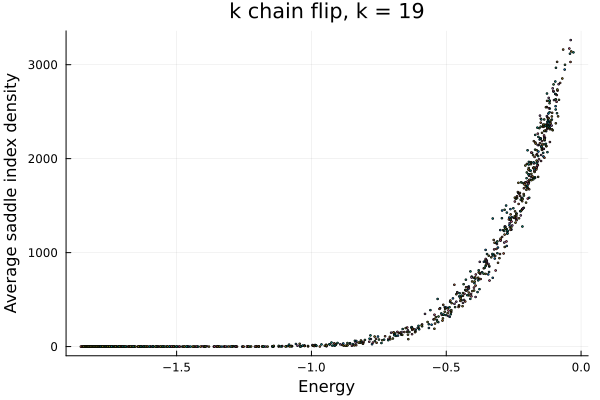 k chain flip, k = 19
Average saddle index density
3000
2000
1000
0
−1.5
−1.0
−0.5
0.0
Energy